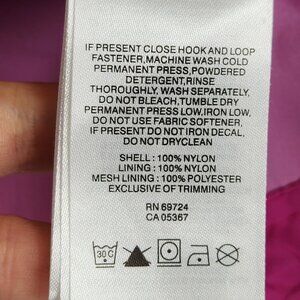 IF PRESENT CLOSE HOOK AND LOOP
FASTENER, MACHINE WASH COLD
PERMANENT PRESS, POWDERED
DETERGENT, RINSE
THOROUGHLY, WASH SEPARATELY,
DO NOT BLEACH, TUMBLE DRY
PERMANENT PRESS LOW, IRON LOW,
DO NOT USE FABRIC SOFTENER,
IF PRESENT DO NOT IRON DECAL,
DO NOT DRYCLEAN
SHELL : 100% NYLON
LINING : 100% NYLON
MESH LINING : 100% POLYESTER
EXCLUSIVE OF TRIMMING
RN 69724
CA 05367
30C